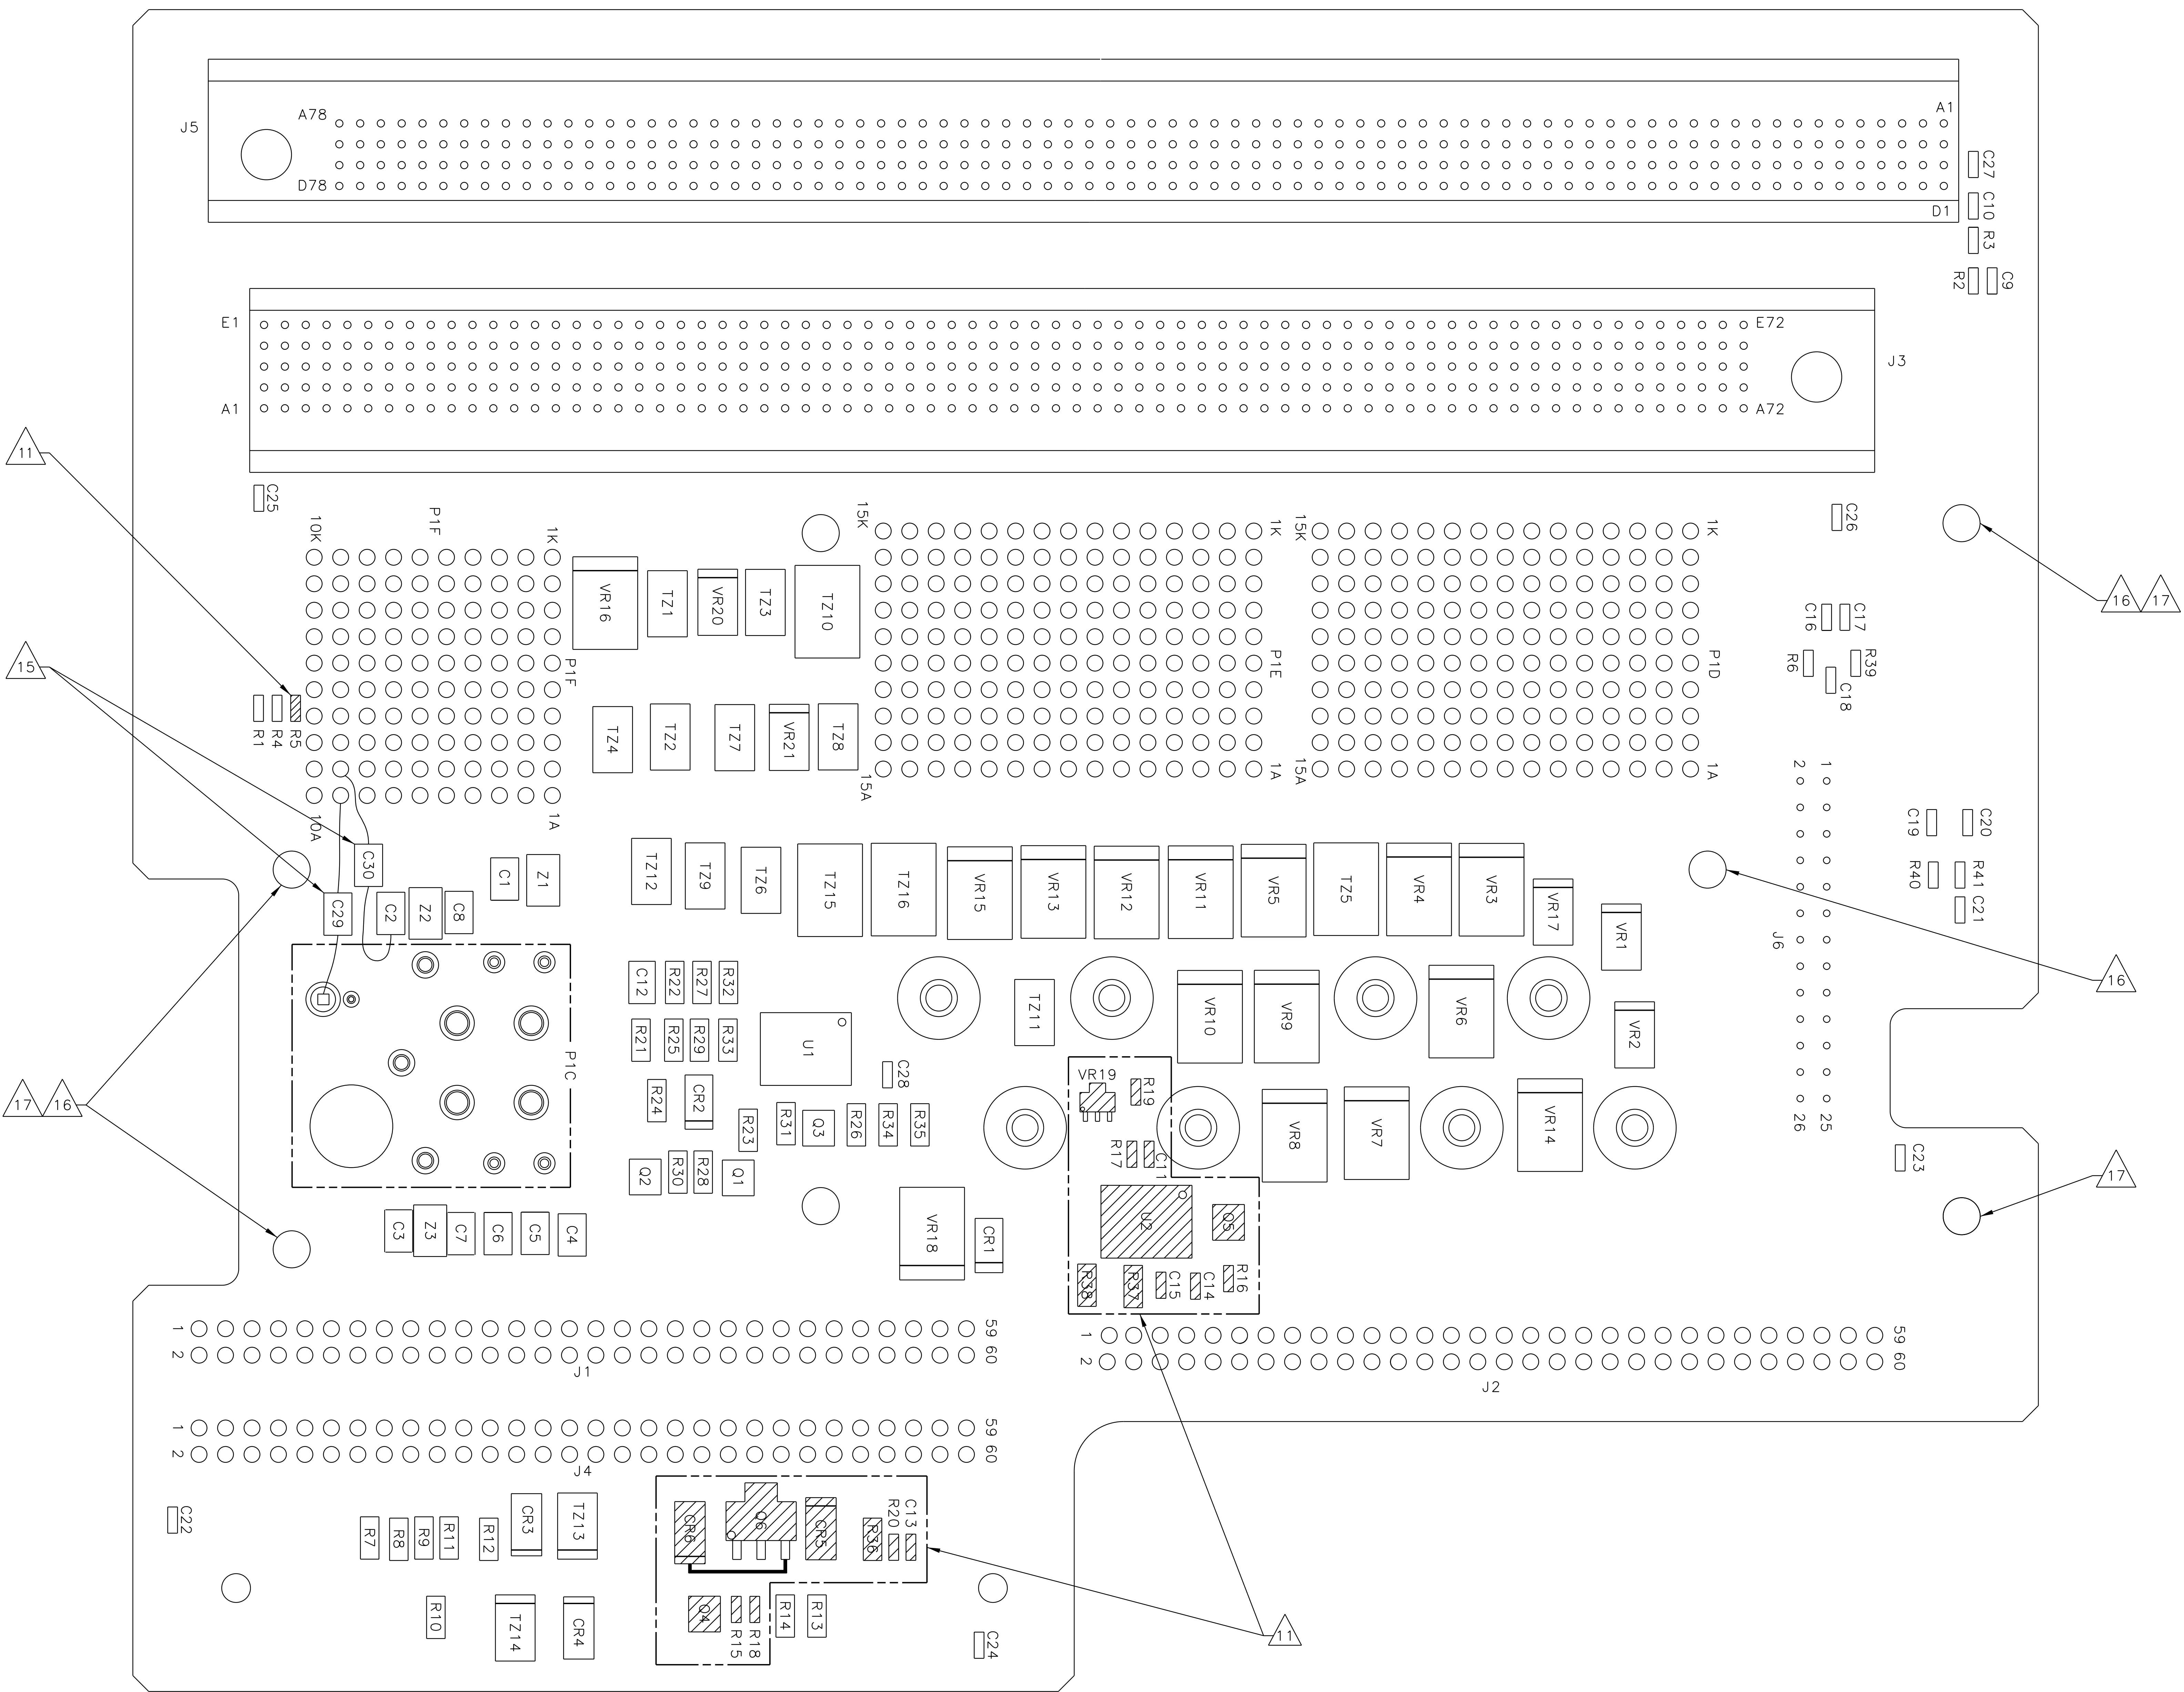 J5
A78
A1
D78
D1
C27
C10
R3
R2
C9
E1
E72
J3
A1
A72
11
C25
10K
P1F
1K
15K
1K
15K
1K
C26
16
17
VR16
TZ1
VR20
TZ3
TZ10
C16
C17
15
P1F
P1E
P1D
R6
R39
C18
R1
R4
R5
TZ4
TZ2
TZ7
VR21
TZ8
15A
1A
15A
1A
2
1
10A
1A
C19
C20
C30
C1
Z1
TZ12
TZ9
TZ6
TZ15
TZ16
VR15
VR13
VR12
VR11
VR5
TZ5
VR4
VR3
VR17
VR1
R40
R41
C21
C29
C2
Z2
C8
J6
16
C12
R22
R27
R32
TZ11
VR10
VR9
VR6
VR2
R21
R25
R29
R33
U1
P1C
C28
VR19
R19
17
16
R24
CR2
R23
R31
Q3
R26
R34
R35
VR8
VR7
VR14
26
25
R17
C11
C23
17
Q2
R30
R28
Q1
C3
Z3
C7
C6
C5
C4
VR18
CR1
U2
Q5
R38
R37
C15
C14
R16
1
59
2
60
J1
1
59
2
60
J2
1
59
2
60
J4
C22
R7
R8
R9
R11
R12
CR3
TZ13
CR6
Q6
CR5
R36
R20
C13
R10
TZ14
CR4
Q4
R15
R18
R14
R13
C24
11